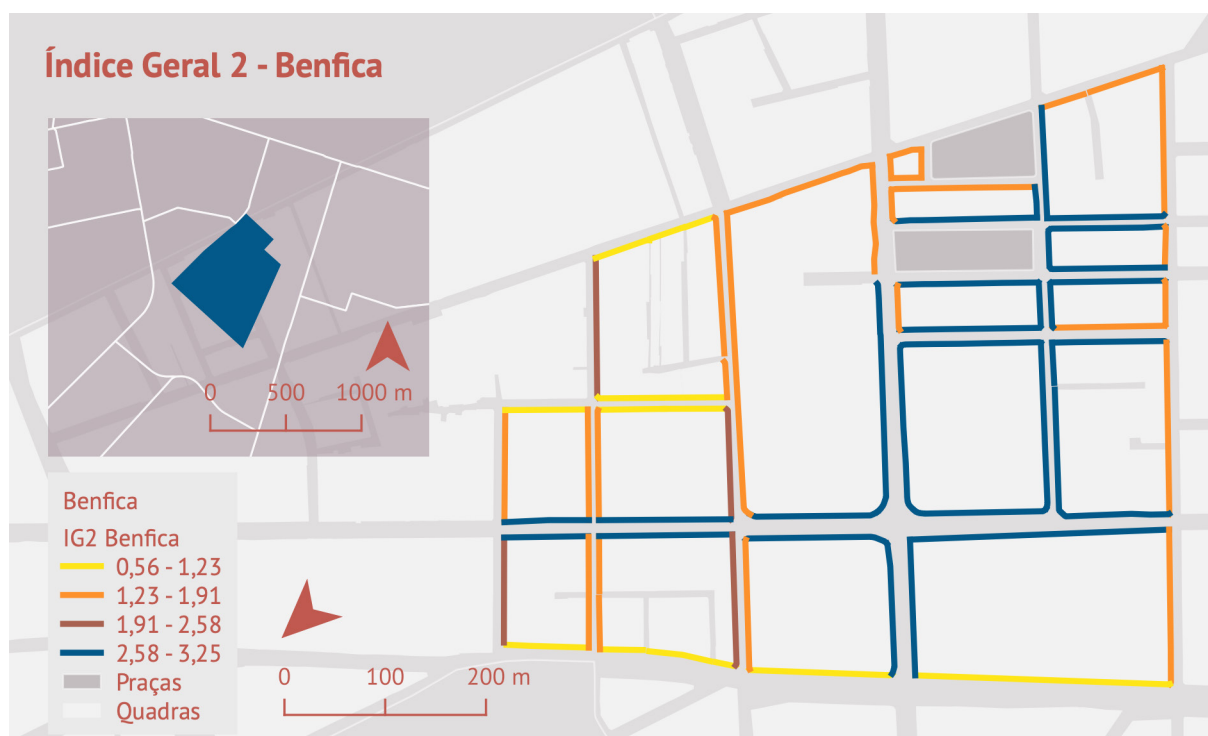 Índice Geral 2 - Benfica
0 500 1000 m
Benfica
IG2 Benfica
0,56 - 1,23
1,23 - 1,91
1,91 - 2,58
2,58 - 3,25
Praças
Quadras
0 100 200 m